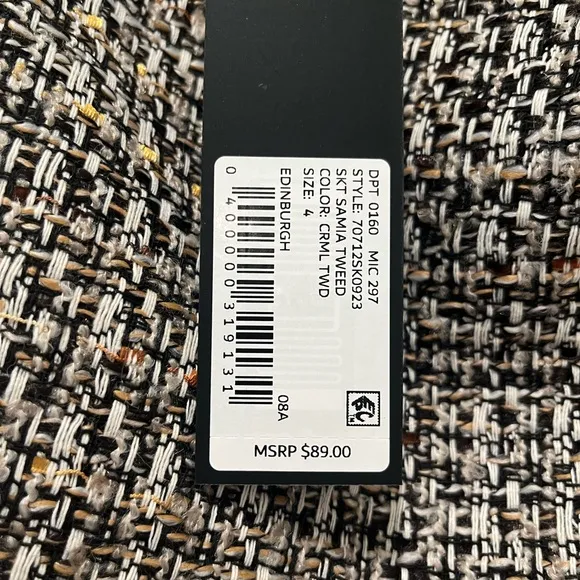 DPT 0160 MIC 297
STYLE: 70712SK0923
SKT SAMIA TWEED
COLOR: CRML TWD
SIZE: 4
EDINBURGH
08A
0 400000 319131
EPC
MSRP $89.00